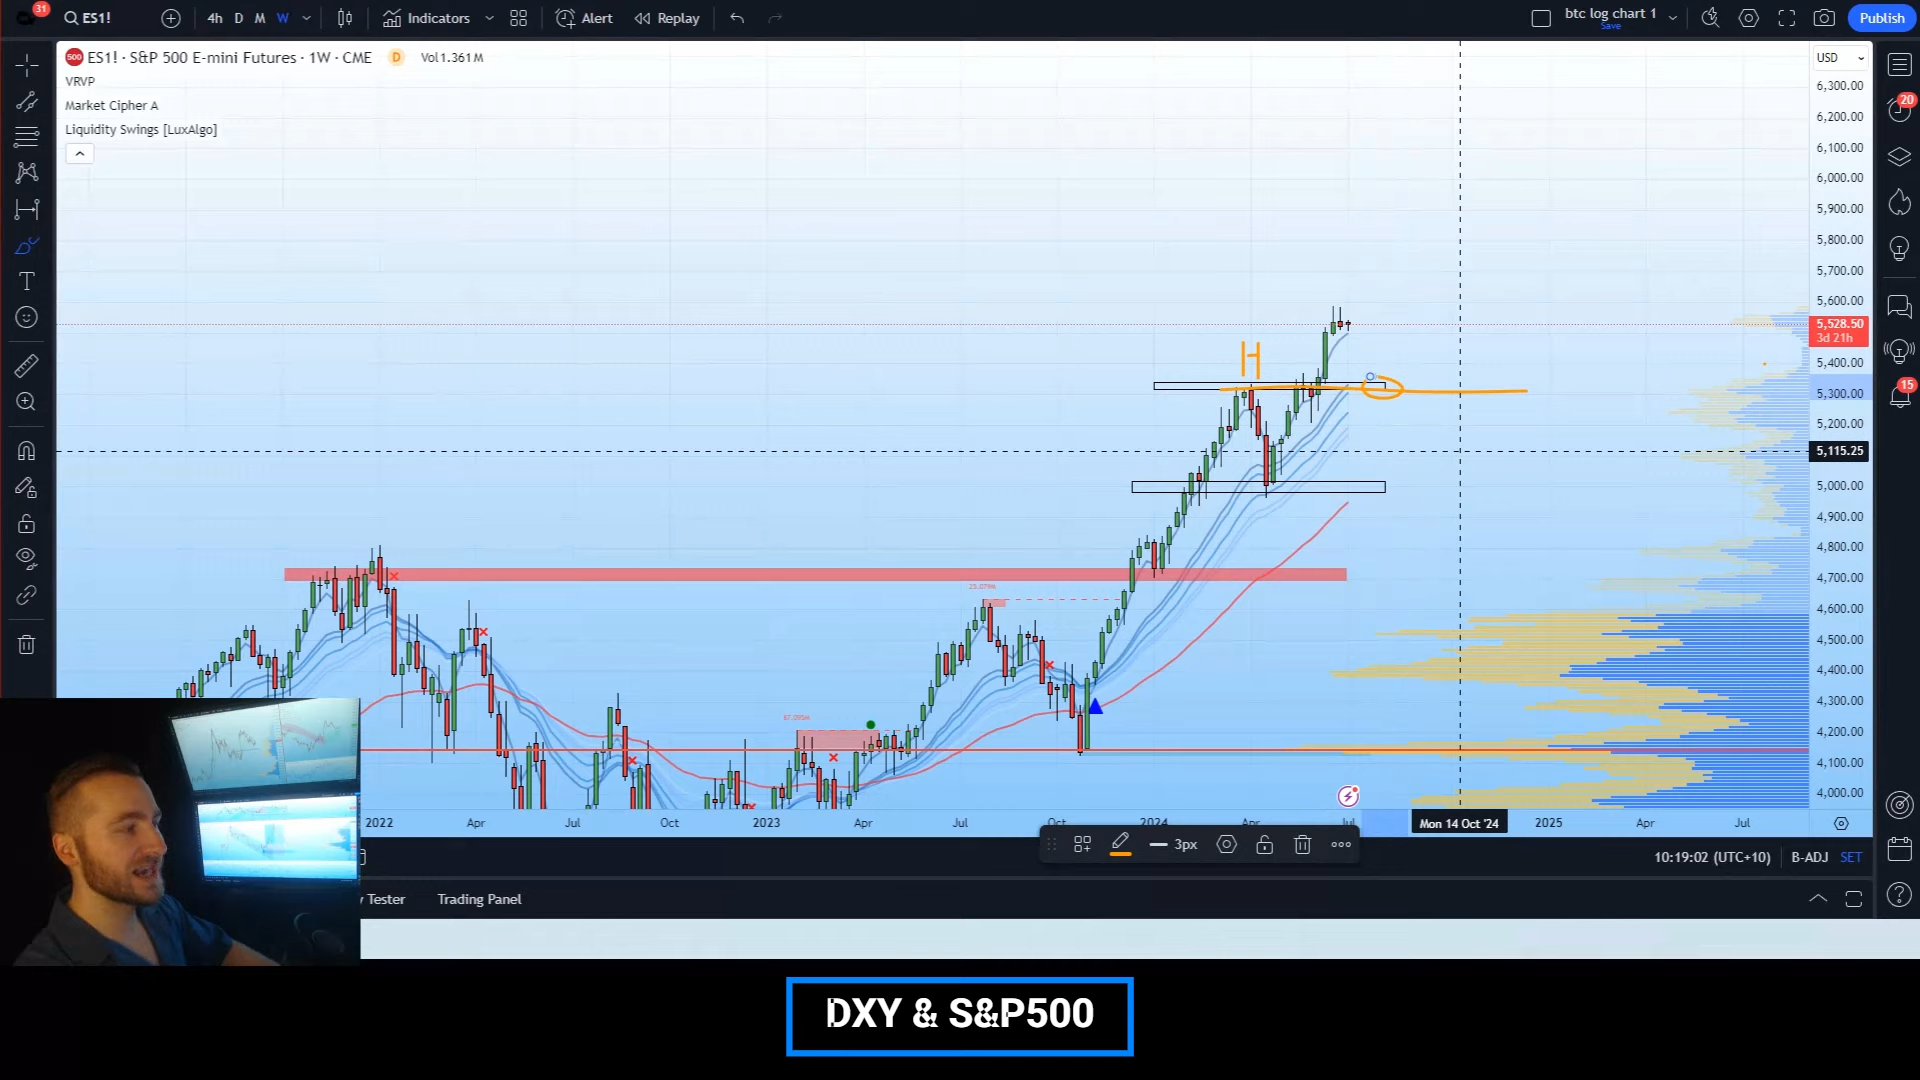 31
ES1!
4h D M W
Indicators
Alert
Replay
btc log chart 1
Save
Publish
500 ES1! · S&P 500 E-mini Futures · 1W · CME D Vol 1.361 M
VRVP
Market Cipher A
Liquidity Swings [LuxAlgo]
USD
6,300.00
6,200.00
6,100.00
6,000.00
5,900.00
5,800.00
5,700.00
5,600.00
5,528.50
3d 21h
5,400.00
5,300.00
5,200.00
5,115.25
5,000.00
4,900.00
4,800.00
4,700.00
4,600.00
4,500.00
4,400.00
4,300.00
4,200.00
4,100.00
4,000.00
20
15
H
2022 Apr Jul Oct 2023 Apr Jul Oct 2024 Apr Jul Mon 14 Oct '24 2025 Apr Jul
3px
10:19:02 (UTC+10) B-ADJ SET
Tester
Trading Panel
DXY & S&P500